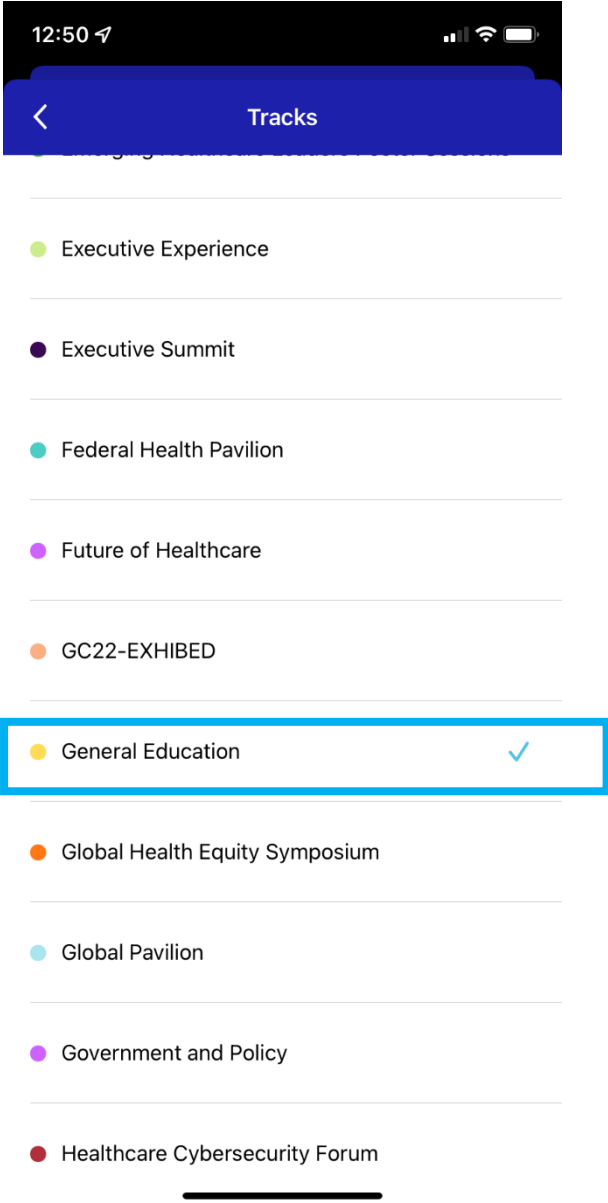 12:50
Tracks
Executive Experience
Executive Summit
Federal Health Pavilion
Future of Healthcare
GC22-EXHIBED
General Education
Global Health Equity Symposium
Global Pavilion
Government and Policy
Healthcare Cybersecurity Forum